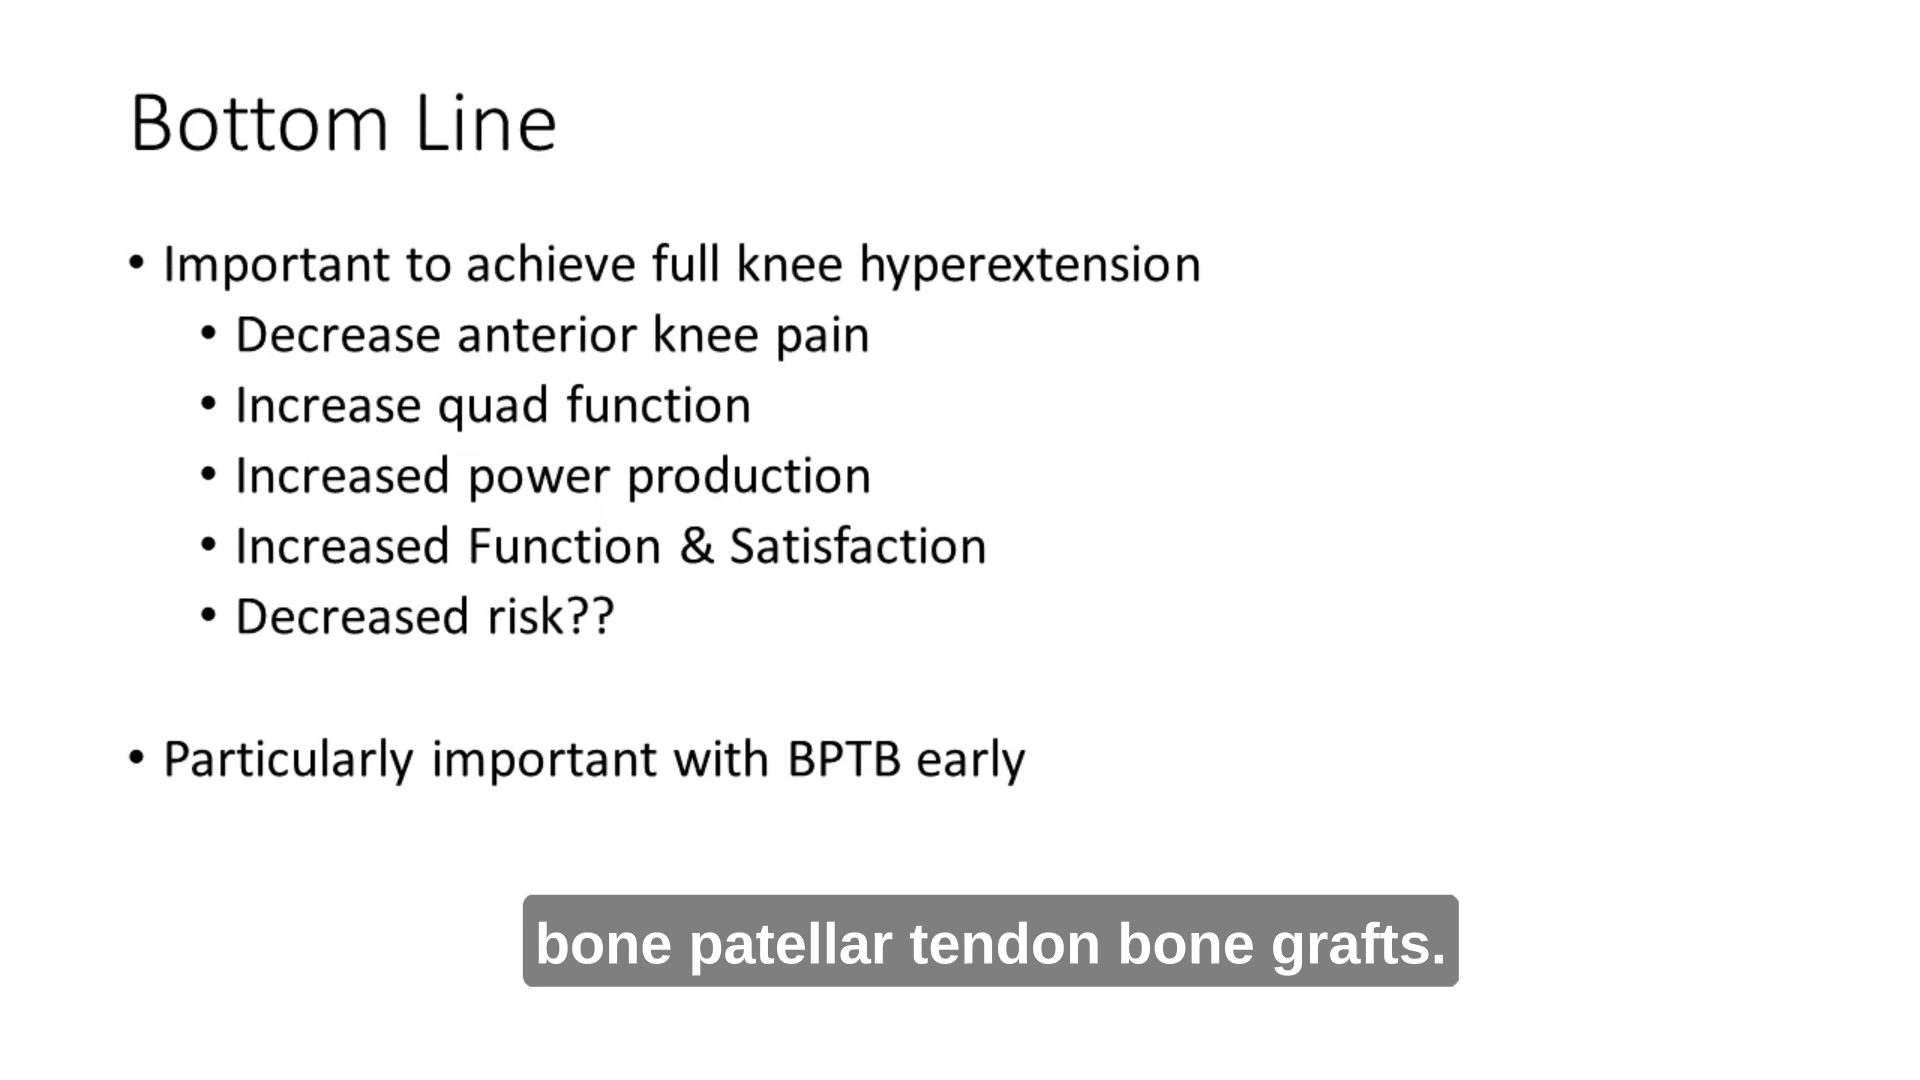 Bottom Line
• Important to achieve full knee hyperextension
• Decrease anterior knee pain
• Increase quad function
• Increased power production
• Increased Function & Satisfaction
• Decreased risk??
• Particularly important with BPTB early
bone patellar tendon bone grafts.